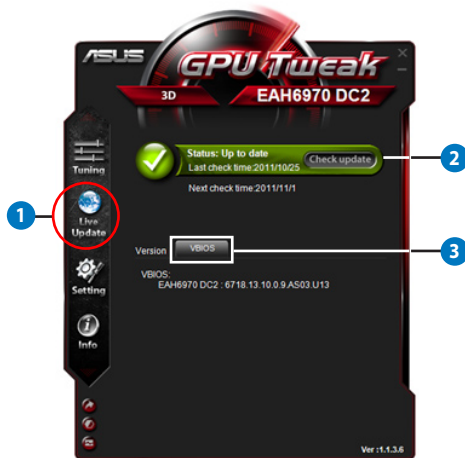 ASUS
GPU Tweak
3D
EAH6970 DC2
Tuning
Status: Up to date
Last check time:2011/10/25
Check update
2
Next check time:2011/11/1
1
Live
Update
Version
VBIOS
3
VBIOS:
EAH6970 DC2 : 6718.13.10.0.9.AS03.U13
Setting
Info
Ver :1.1.3.6